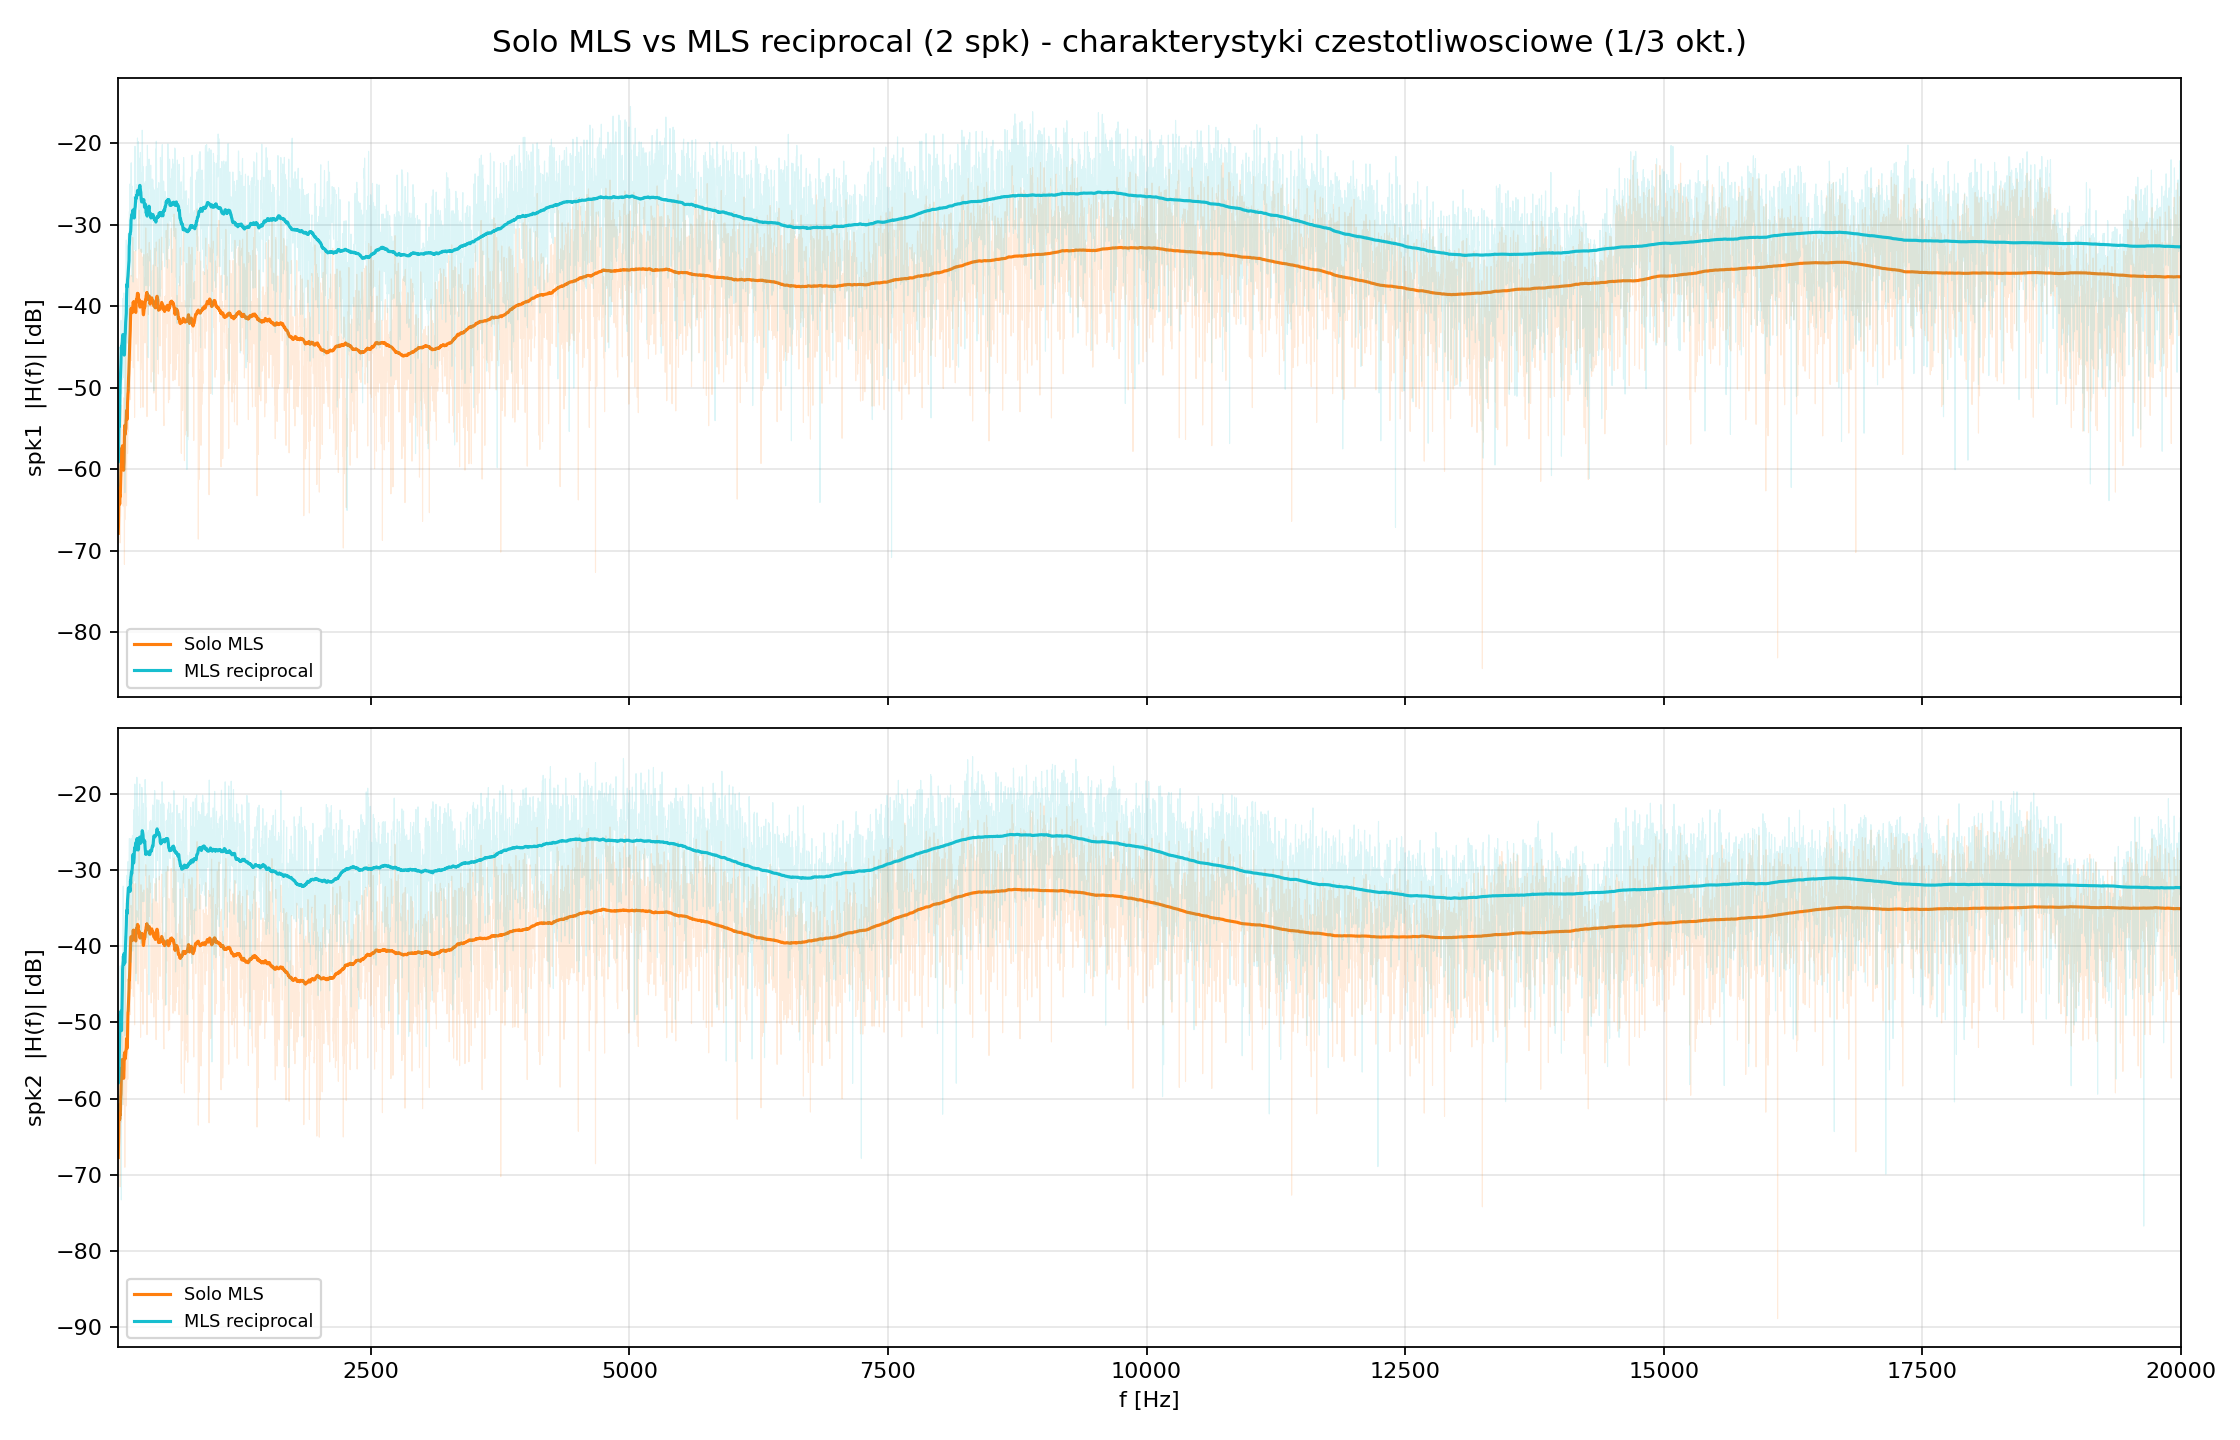 Solo MLS vs MLS reciprocal (2 spk) - charakterystyki czestotliwosciowe (1/3 okt.)
spk1 |H(f)| [dB]
−20
−30
−40
−50
−60
−70
−80
Solo MLS
MLS reciprocal
spk2 |H(f)| [dB]
−20
−30
−40
−50
−60
−70
−80
−90
Solo MLS
MLS reciprocal
2500 5000 7500 10000 12500 15000 17500 20000
f [Hz]